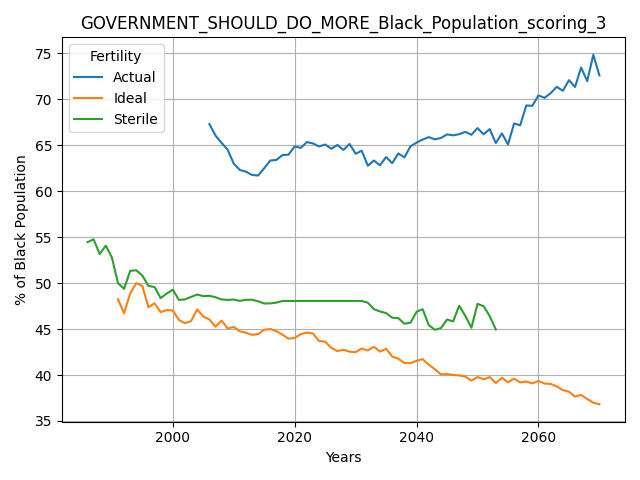 GOVERNMENT_SHOULD_DO_MORE_Black_Population_scoring_3
Fertility
Actual
Ideal
Sterile
% of Black Population
75
70
65
60
55
50
45
40
35
2000
2020
2040
2060
Years